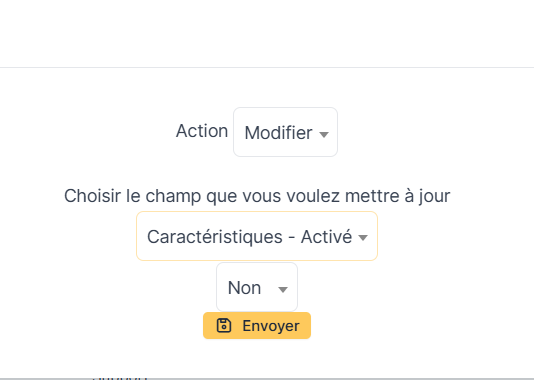 Action Modifier
Choisir le champ que vous voulez mettre à jour
Caractéristiques - Activé
Non
Envoyer